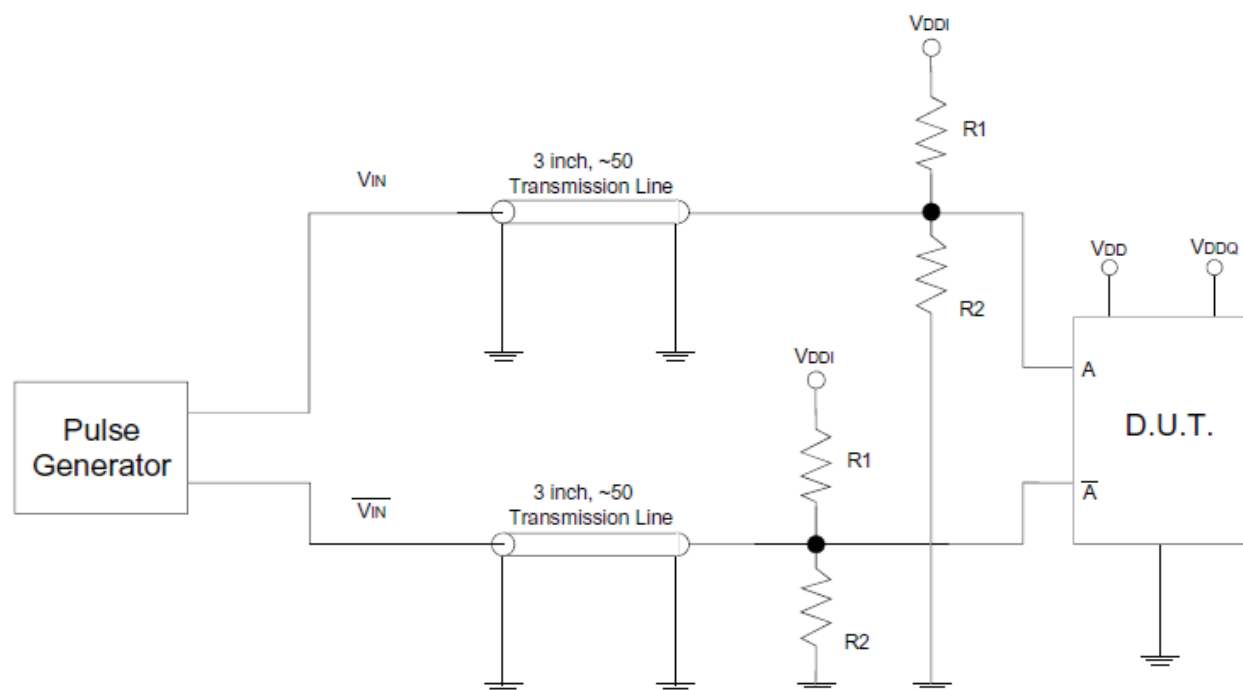 VDDI
R1
3 inch, ~50
Transmission Line
VIN
VDD
VDDQ
R2
VDDI
A
Pulse
Generator
D.U.T.
R1
3 inch, ~50
Transmission Line
V̅I̅N̅
A̅
R2